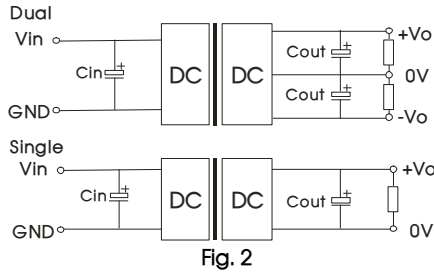 Dual
Vin
+
Cin
DC
DC
Cout
+
Cout
+
+Vo
0V
-Vo
GND
Single
Vin
+
Cin
DC
DC
Cout
+
+Vo
0V
GND
Fig. 2